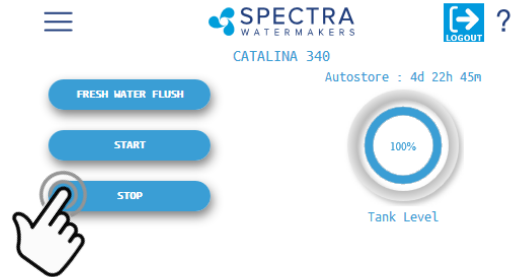 SPECTRA
WATERMAKERS
LOGOUT
?
CATALINA 340
Autostore : 4d 22h 45m
FRESH WATER FLUSH
START
100%
STOP
Tank Level